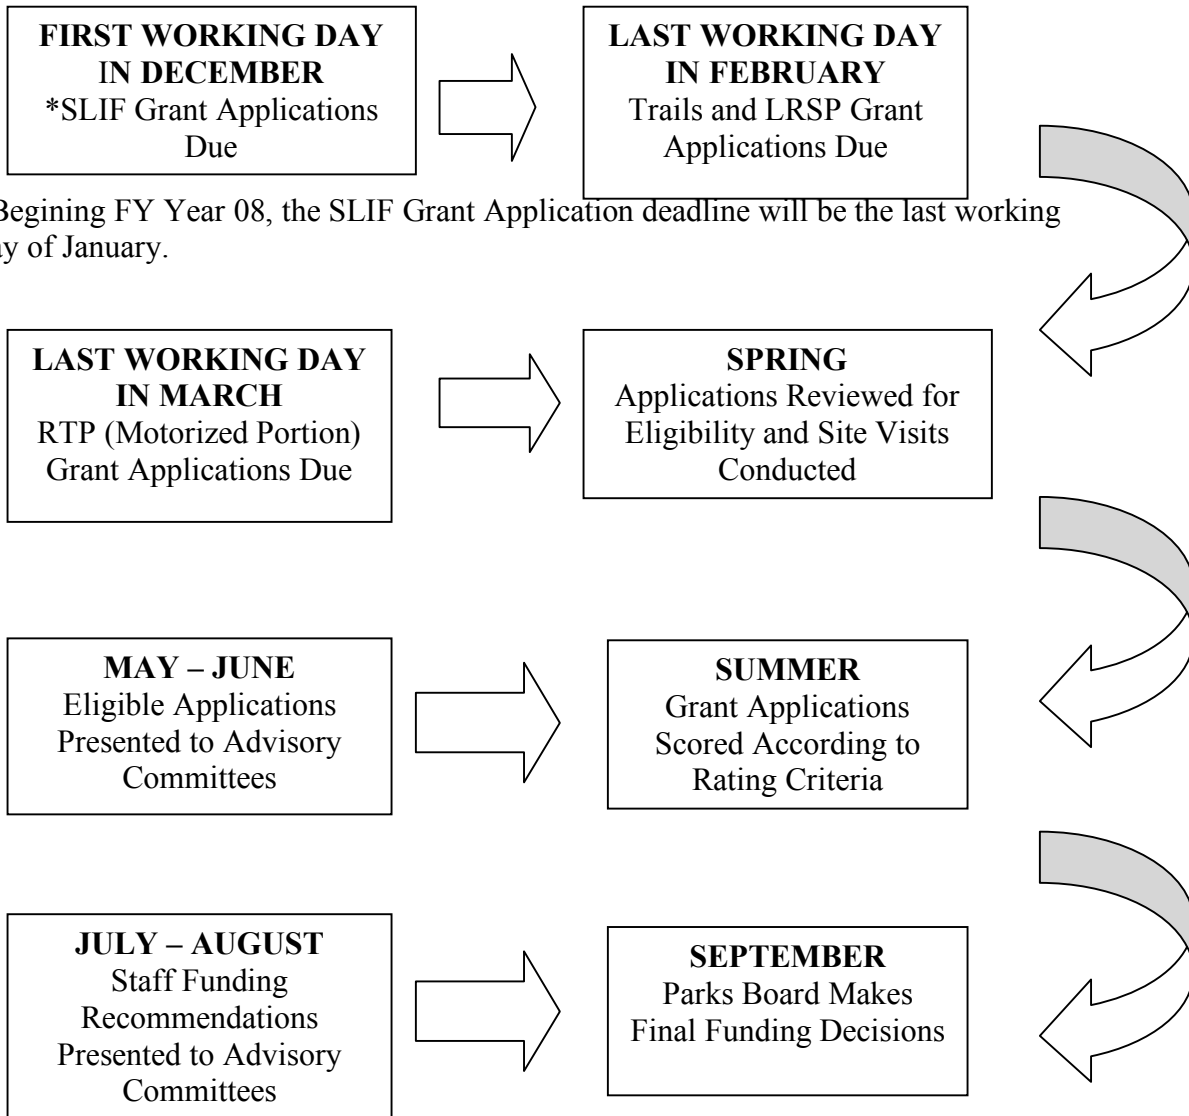 FIRST WORKING DAY
IN DECEMBER
*SLIF Grant Applications
Due
LAST WORKING DAY
IN FEBRUARY
Trails and LRSP Grant
Applications Due
Begining FY Year 08, the SLIF Grant Application deadline will be the last working
ay of January.
LAST WORKING DAY
IN MARCH
RTP (Motorized Portion)
Grant Applications Due
SPRING
Applications Reviewed for
Eligibility and Site Visits
Conducted
MAY – JUNE
Eligible Applications
Presented to Advisory
Committees
SUMMER
Grant Applications
Scored According to
Rating Criteria
JULY – AUGUST
Staff Funding
Recommendations
Presented to Advisory
Committees
SEPTEMBER
Parks Board Makes
Final Funding Decisions